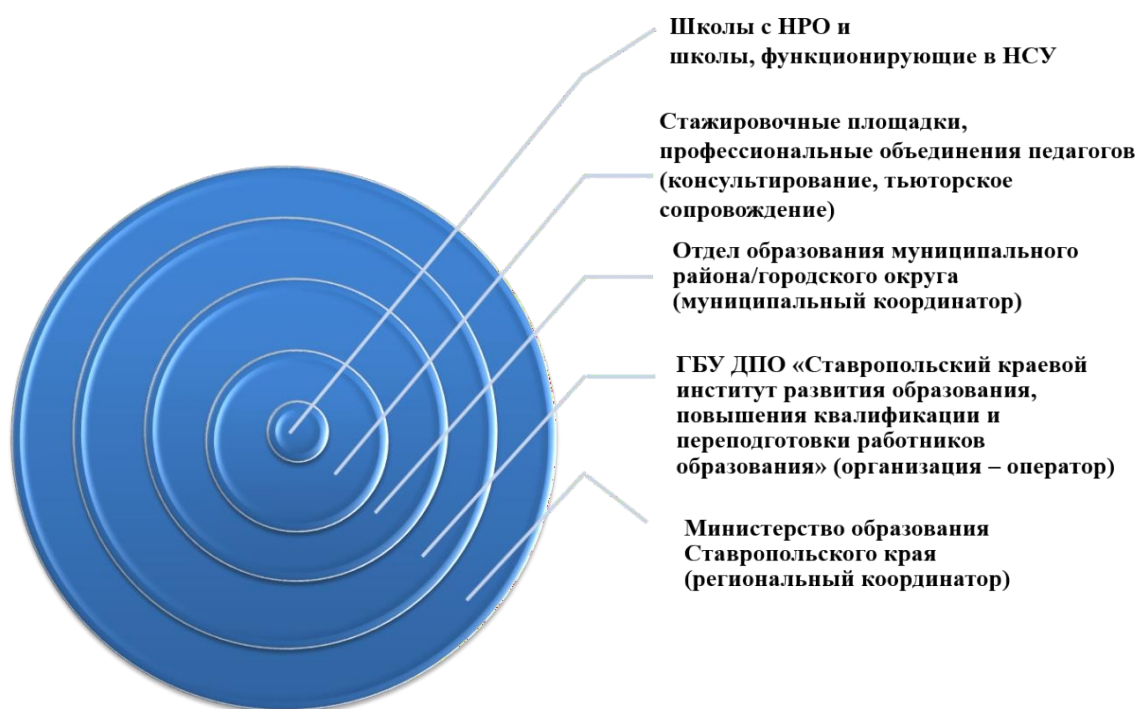 Школы с НРО и
школы, функционирующие в НСУ
Стажировочные площадки,
профессиональные объединения педагогов
(консультирование, тьюторское
сопровождение)
Отдел образования муниципального
района/городского округа
(муниципальный координатор)
ГБУ ДПО «Ставропольский краевой
институт развития образования,
повышения квалификации и
переподготовки работников
образования» (организация – оператор)
Министерство образования
Ставропольского края
(региональный координатор)